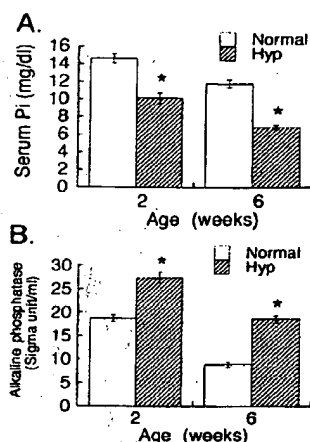 A.
Normal
Hyp
Serum Pi (mg/dl)
16
14
12
10
8
6
4
2
0
*
*
2
6
Age (weeks)
B.
Normal
Hyp
Alkaline phosphatase
(Sigma unit/ml)
30
25
20
15
10
5
0
*
*
2
6
Age (weeks)